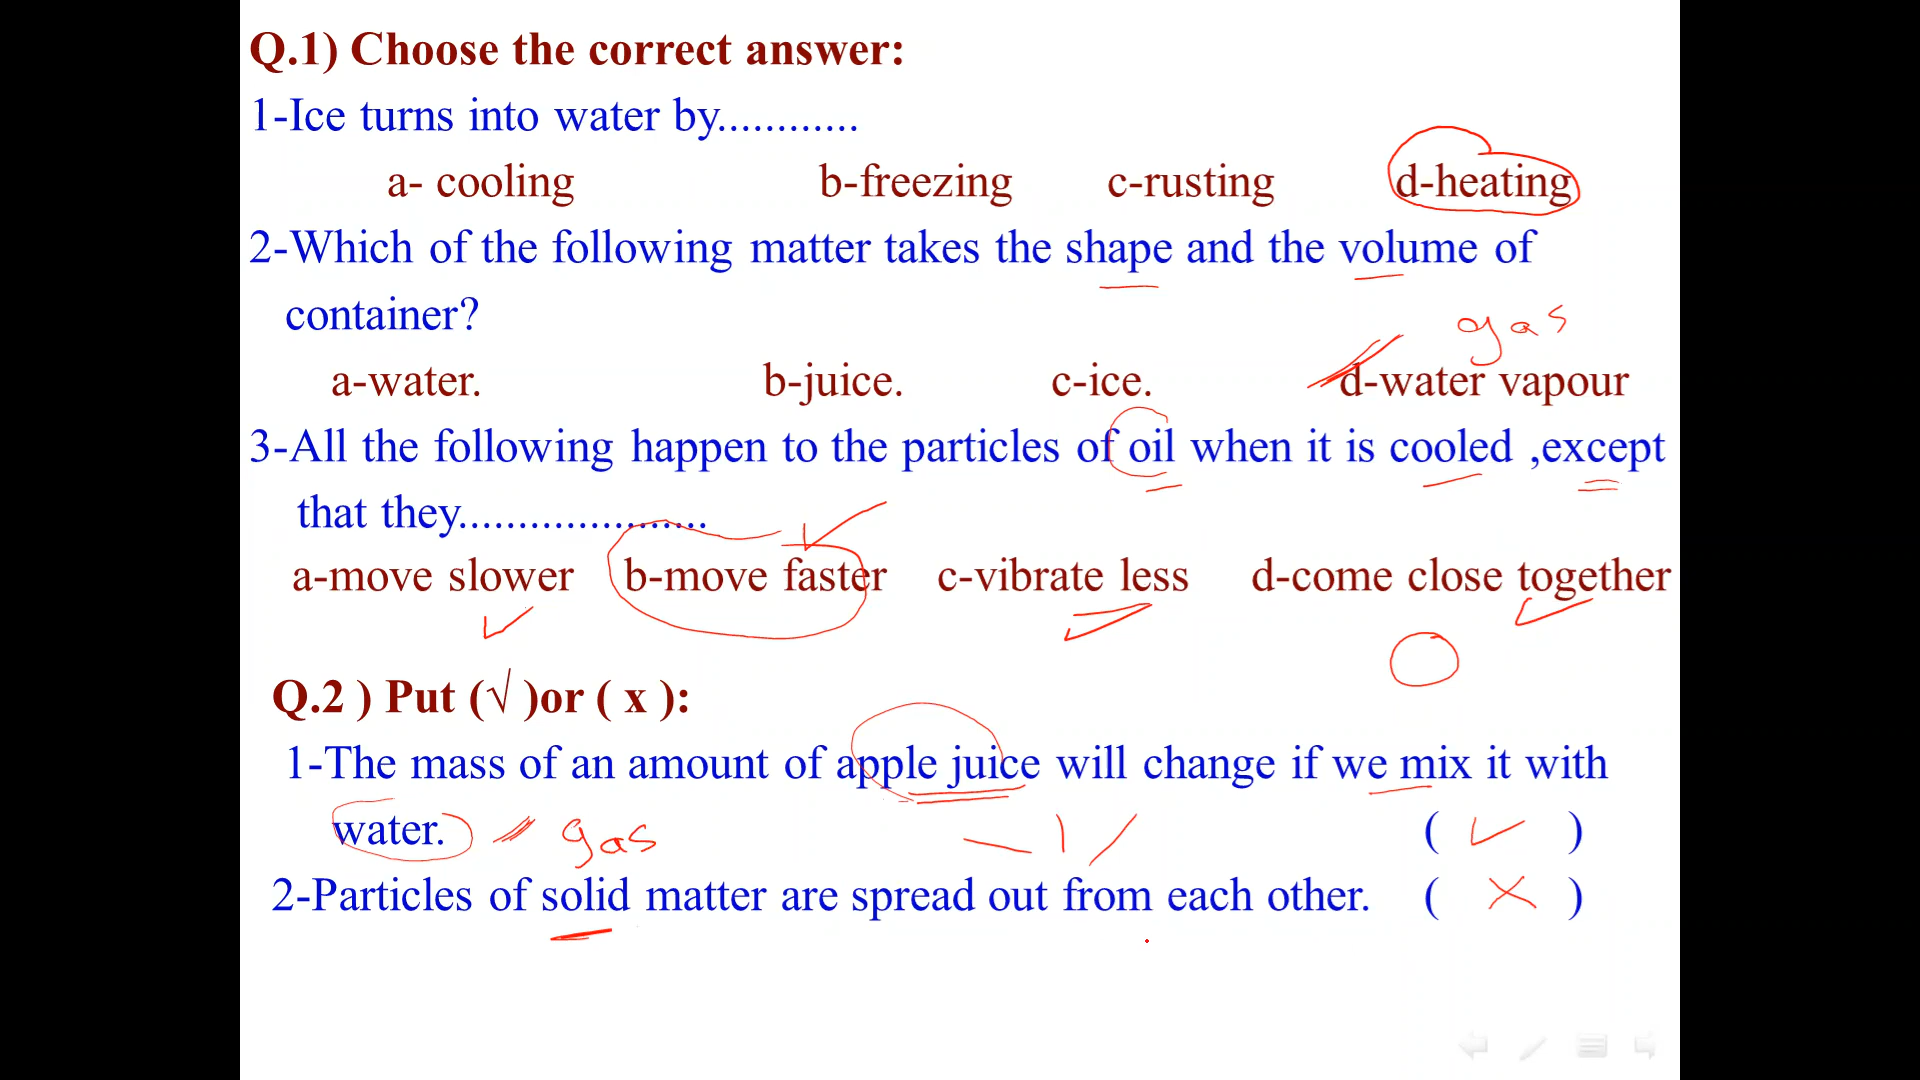 Q.1) Choose the correct answer:
1-Ice turns into water by............
a- cooling b-freezing c-rusting d-heating
2-Which of the following matter takes the shape and the volume of
container?
gas
a-water. b-juice. c-ice. d-water vapour
3-All the following happen to the particles of oil when it is cooled ,except
that they.....................
a-move slower b-move faster c-vibrate less d-come close together
Q.2 ) Put (√ )or ( x ):
1-The mass of an amount of apple juice will change if we mix it with
water. gas ( ✓ )
2-Particles of solid matter are spread out from each other. ( X )